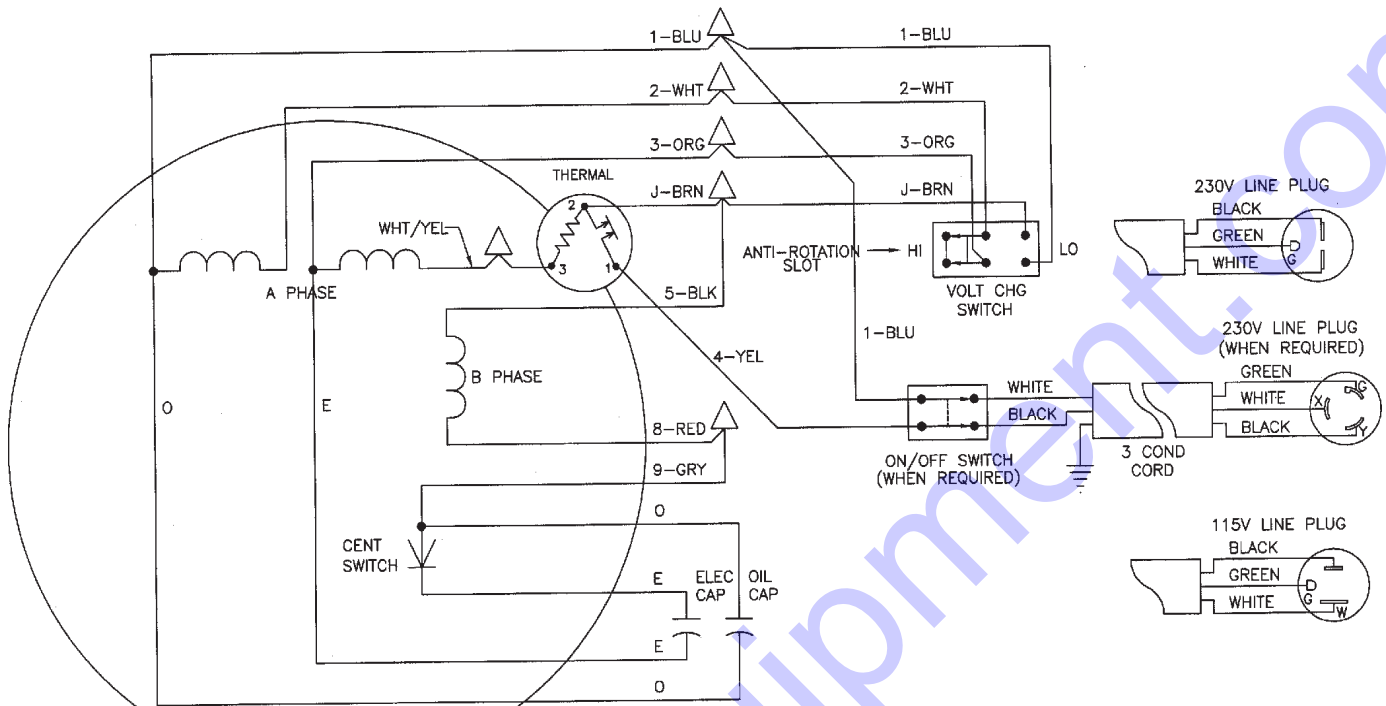 1-BLU
1-BLU
2-WHT
2-WHT
3-ORG
3-ORG
THERMAL
J-BRN
J-BRN
2
3
1
WHT/YEL
ANTI-ROTATION
SLOT
HI
LO
VOLT CHG
SWITCH
A PHASE
5-BLK
1-BLU
4-YEL
B PHASE
O
E
8-RED
9-GRY
O
CENT
SWITCH
E
ELEC
CAP
OIL
CAP
E
O
WHITE
BLACK
ON/OFF SWITCH
(WHEN REQUIRED)
3 COND
CORD
230V LINE PLUG
BLACK
GREEN
WHITE
G
230V LINE PLUG
(WHEN REQUIRED)
GREEN
WHITE
BLACK
G
X
Y
115V LINE PLUG
BLACK
GREEN
WHITE
G
W
uipment.com